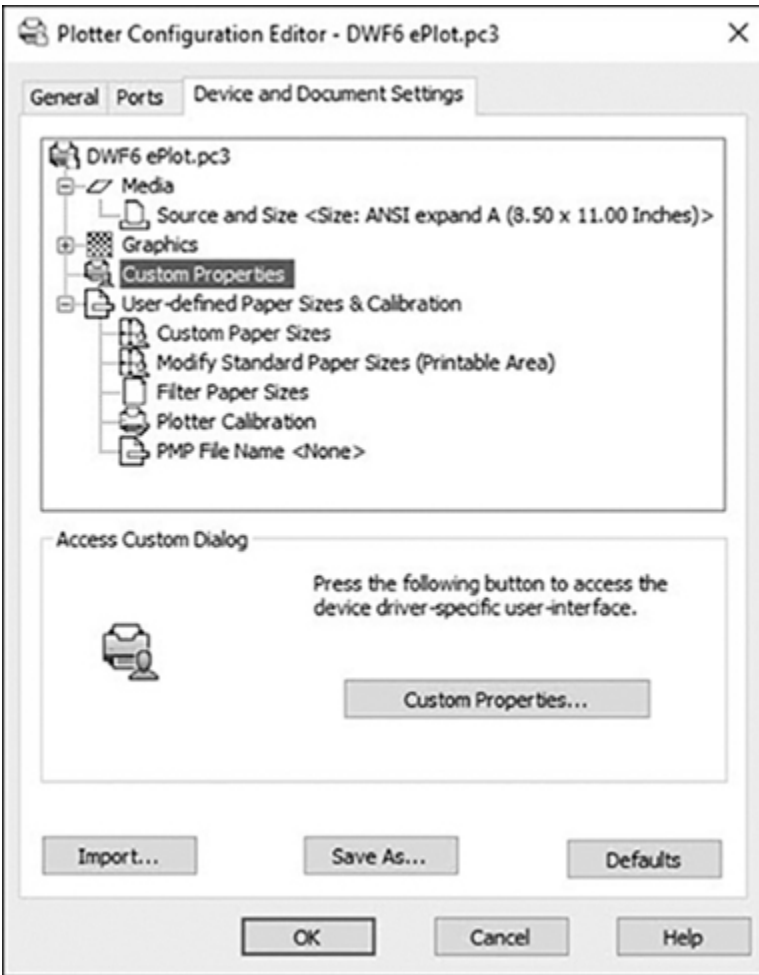 Plotter Configuration Editor - DWF6 ePlot.pc3
General Ports Device and Document Settings
DWF6 ePlot.pc3
Media
Source and Size <Size: ANSI expand A (8.50 x 11.00 Inches)>
Graphics
Custom Properties
User-defined Paper Sizes & Calibration
Custom Paper Sizes
Modify Standard Paper Sizes (Printable Area)
Filter Paper Sizes
Plotter Calibration
PMP File Name <None>
Access Custom Dialog
Press the following button to access the
device driver-specific user-interface.
Custom Properties...
Import... Save As... Defaults
OK Cancel Help